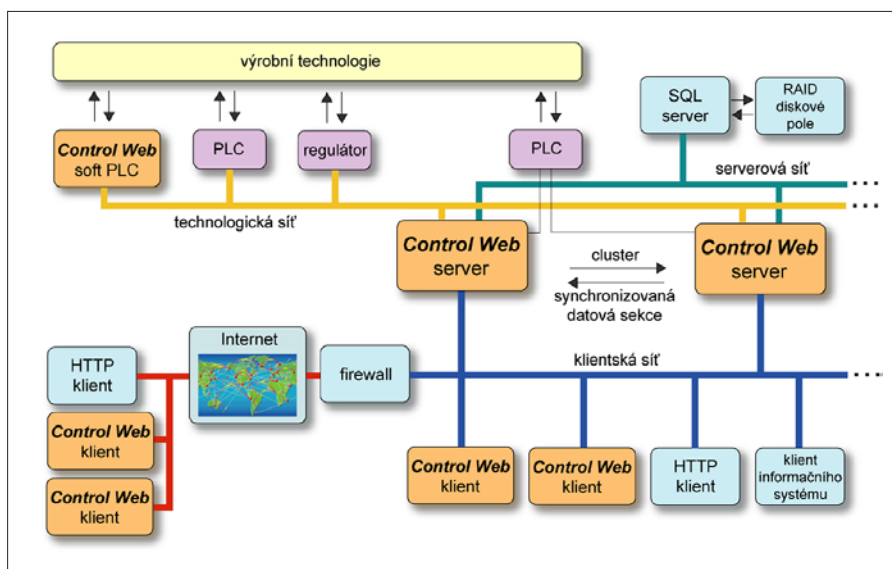 výrobní technologie
SQL
server
RAID
diskové
pole
Control Web
soft PLC
PLC
regulátor
PLC
serverová síť
technologická síť
Control Web
server
cluster
synchronizovaná
datová sekce
Control Web
server
Internet
HTTP
klient
firewall
klientská síť
Control Web
klient
Control Web
klient
Control Web
klient
Control Web
klient
HTTP
klient
klient
informačního
systému